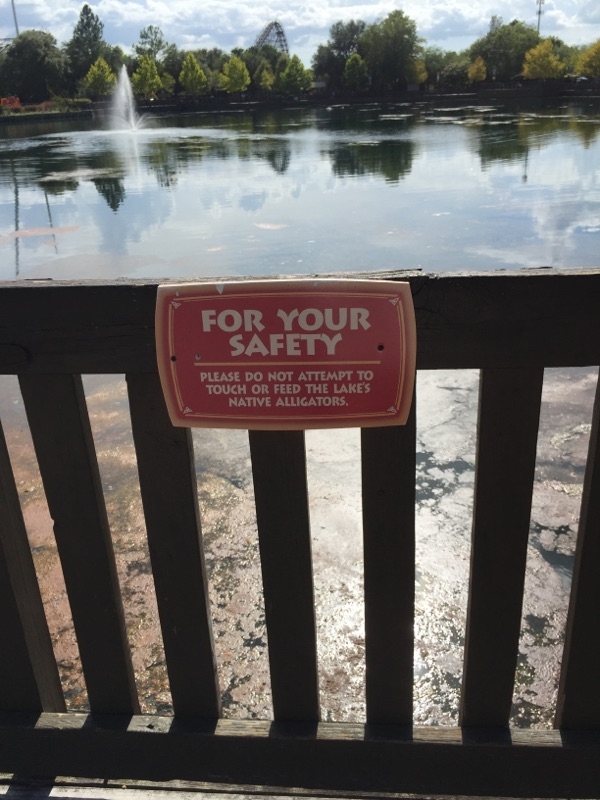 FOR YOUR
SAFETY
PLEASE DO NOT ATTEMPT TO
TOUCH OR FEED THE LAKE'S
NATIVE ALLIGATORS.